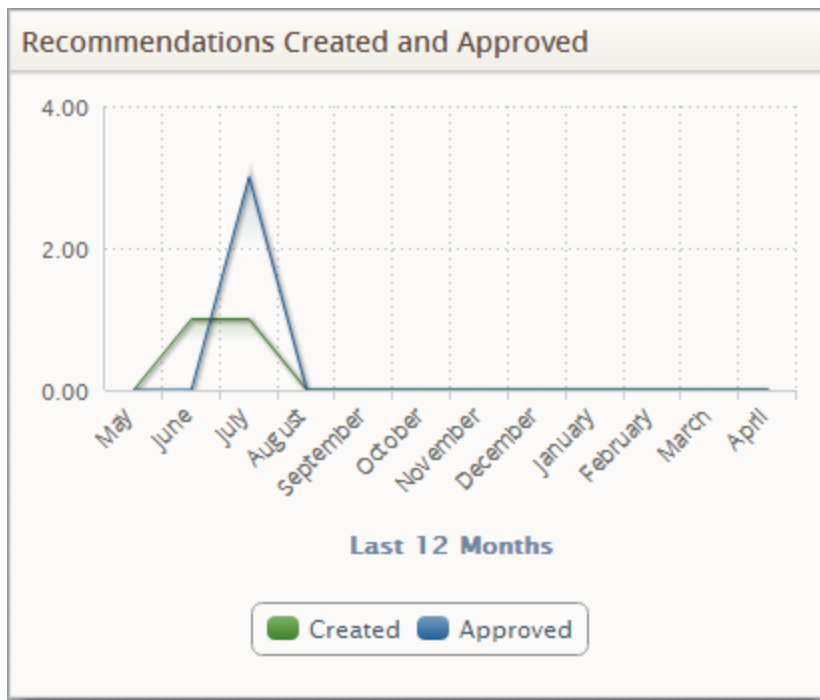 Recommendations Created and Approved
4.00
2.00
0.00
May June July August September October November December January February March April
Last 12 Months
Created Approved